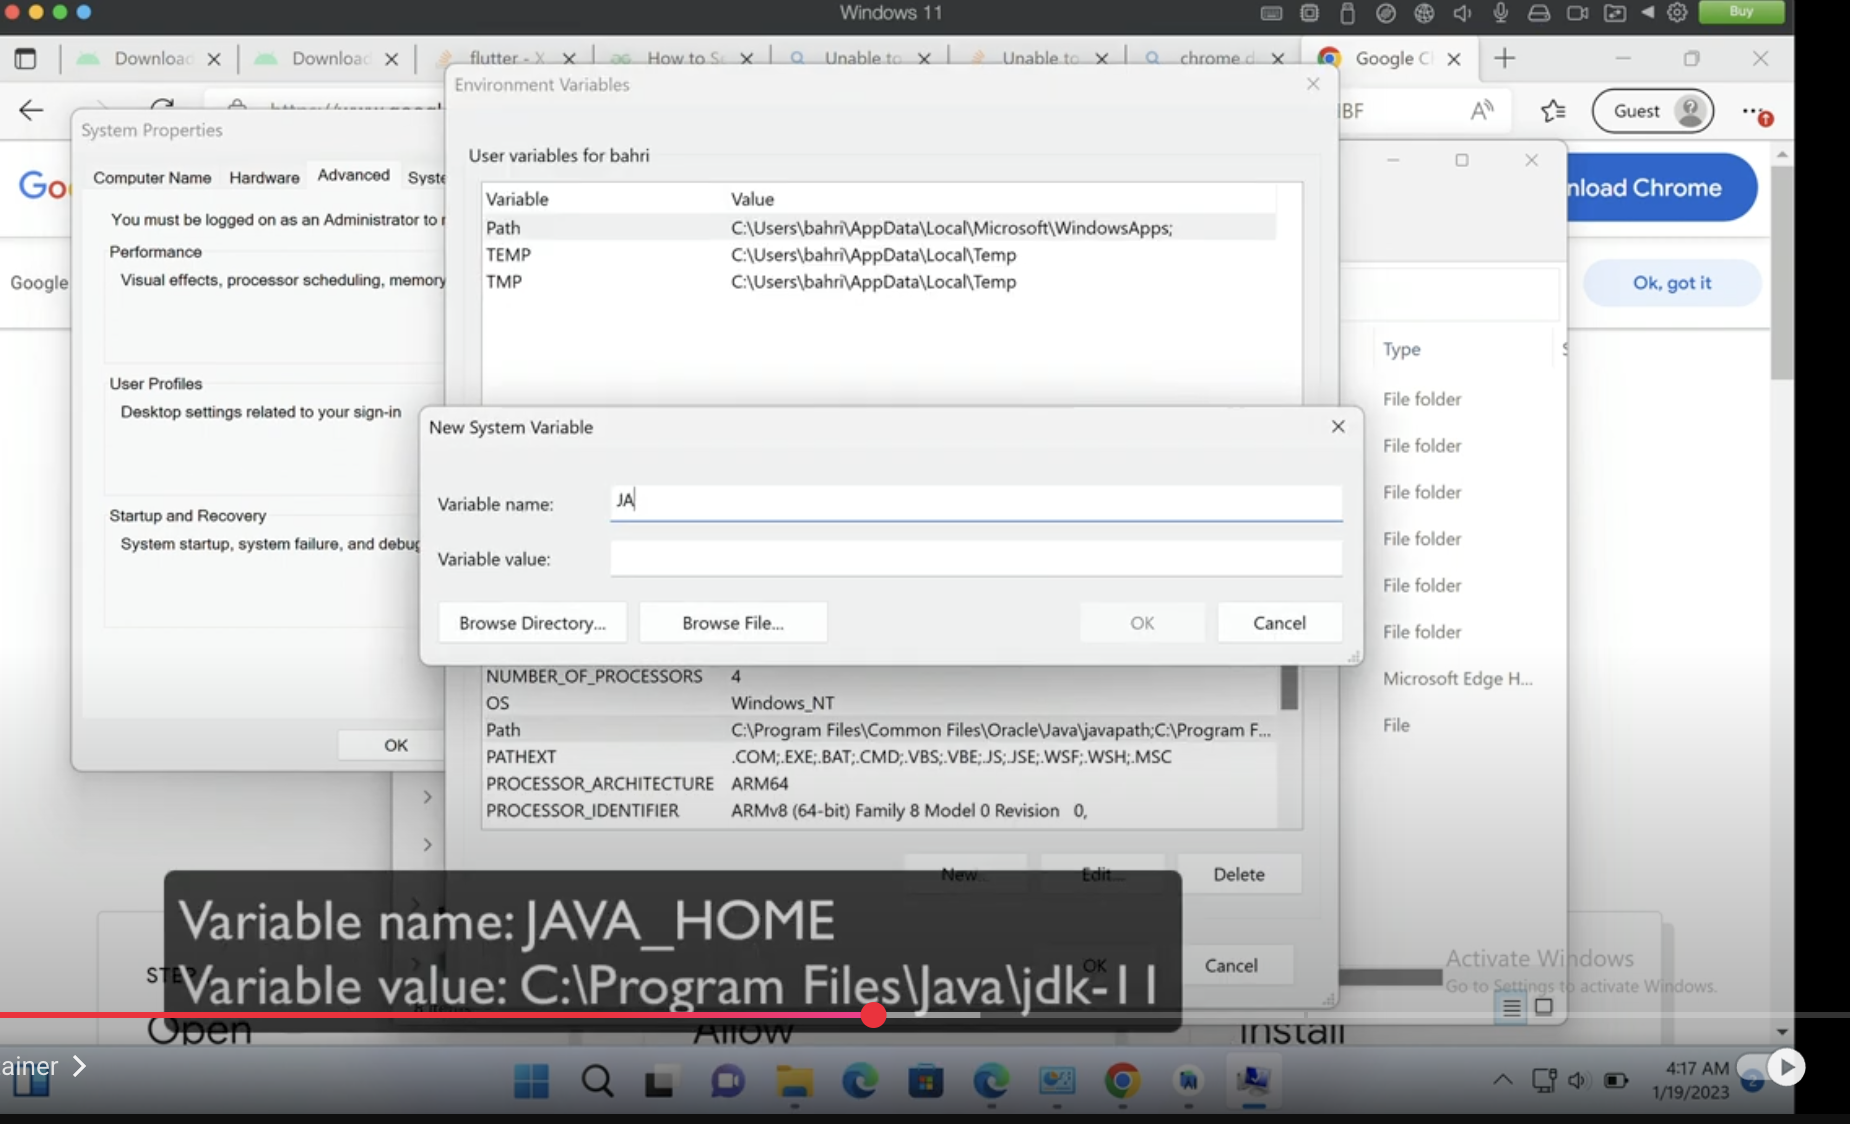 Windows 11
Buy
Download
Download
flutter - X
How to S
Unable to
Unable to
chrome d
Google C
Environment Variables
BF
Guest
System Properties
User variables for bahri
Computer Name
Hardware
Advanced
Syste
Variable Value
Path C:\Users\bahri\AppData\Local\Microsoft\WindowsApps;
TEMP C:\Users\bahri\AppData\Local\Temp
TMP C:\Users\bahri\AppData\Local\Temp
nload Chrome
You must be logged on as an Administrator to
Performance
Visual effects, processor scheduling, memory
Google
Ok, got it
Type
File folder
File folder
File folder
File folder
File folder
File folder
Microsoft Edge H...
File
User Profiles
Desktop settings related to your sign-in
Startup and Recovery
System startup, system failure, and debug
OK
New System Variable
Variable name: JA
Variable value:
Browse Directory...
Browse File...
OK
Cancel
NUMBER_OF_PROCESSORS 4
OS Windows_NT
Path C:\Program Files\Common Files\Oracle\Java\javapath;C:\Program F...
PATHEXT .COM;.EXE;.BAT;.CMD;.VBS;.VBE;.JS;.JSE;.WSF;.WSH;.MSC
PROCESSOR_ARCHITECTURE ARM64
PROCESSOR_IDENTIFIER ARMv8 (64-bit) Family 8 Model 0 Revision 0,
New...
Edit...
Delete
OK
Cancel
Variable name: JAVA_HOME
Variable value: C:\Program Files\Java\jdk-11
Activate Windows
Go to Settings to activate Windows.
STEP
Open
Allow
Install
ainer
4:17 AM
1/19/2023
2